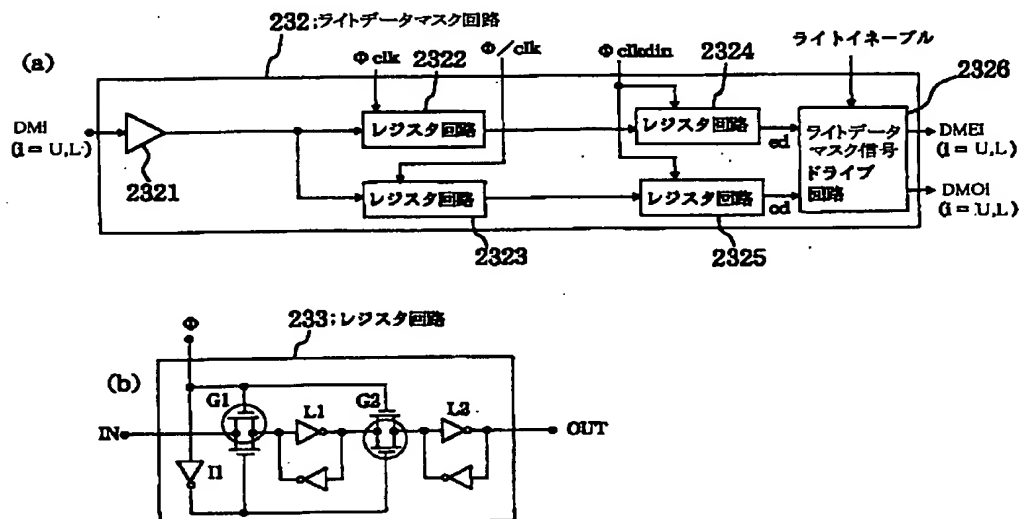 232;ライトデータマスク回路
(a)
Φclk
2322
Φ/clk
Φclkdin
2324
ライトイネーブル
2326
DMi
(i=U,L)
2321
レジスタ回路
レジスタ回路
ed
ライトデータ
マスク信号
ドライブ
回路
DMEi
(i=U,L)
レジスタ回路
レジスタ回路
od
DMOi
(i=U,L)
2323
2325
233;レジスタ回路
Φ
(b)
G1
L1
G2
L2
IN
OUT
I1